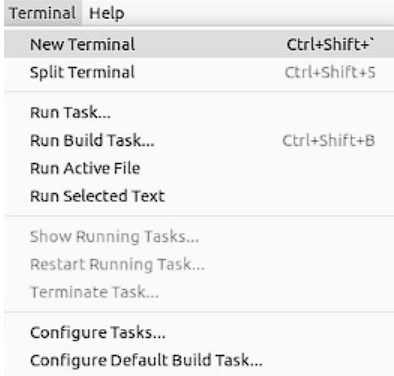 Terminal Help
New Terminal Ctrl+Shift+`
Split Terminal Ctrl+Shift+5
Run Task...
Run Build Task... Ctrl+Shift+B
Run Active File
Run Selected Text
Show Running Tasks...
Restart Running Task...
Terminate Task...
Configure Tasks...
Configure Default Build Task...